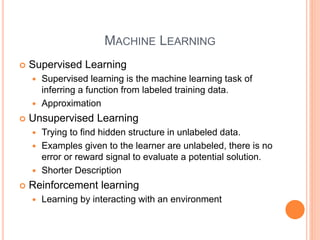 MACHINE LEARNING
Supervised Learning
Supervised learning is the machine learning task of
inferring a function from labeled training data.
Approximation
Unsupervised Learning
Trying to find hidden structure in unlabeled data.
Examples given to the learner are unlabeled, there is no
error or reward signal to evaluate a potential solution.
Shorter Description
Reinforcement learning
Learning by interacting with an environment